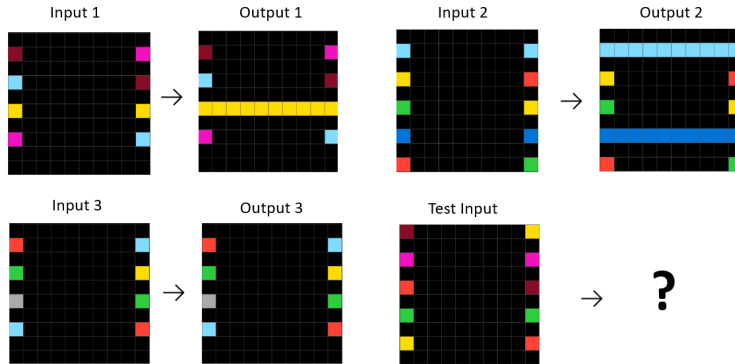 Input 1
Output 1
Input 2
Output 2
Input 3
Output 3
Test Input
?